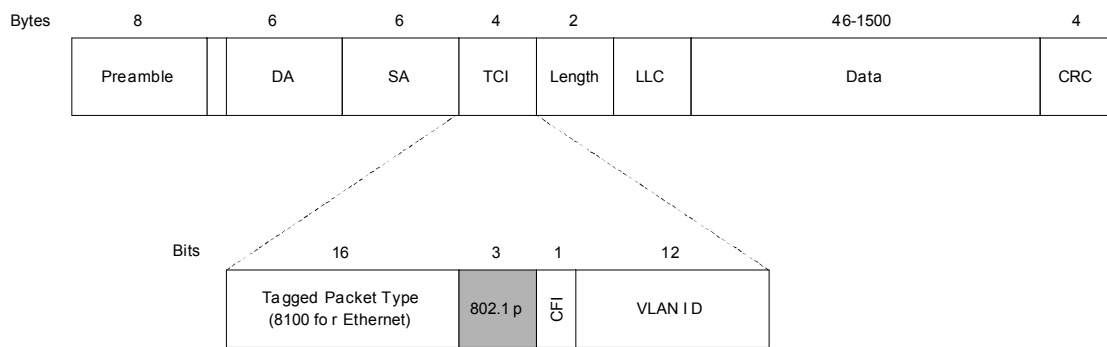 Bytes 8 6 6 4 2 46-1500 4
Preamble DA SA TCI Length LLC Data CRC
Bits 16 3 1 12
Tagged Packet Type
(8100 fo r Ethernet)
802.1 p
CFI
VLAN I D